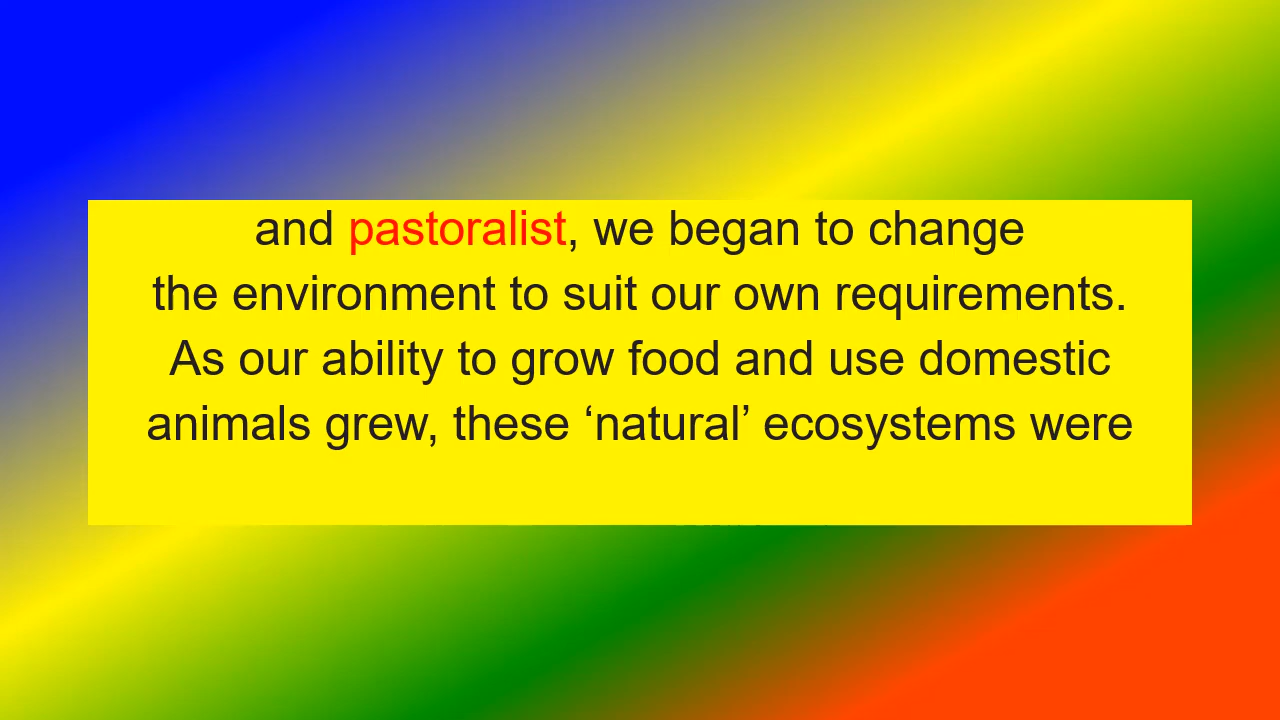 and pastoralist, we began to change
the environment to suit our own requirements.
As our ability to grow food and use domestic
animals grew, these ‘natural’ ecosystems were